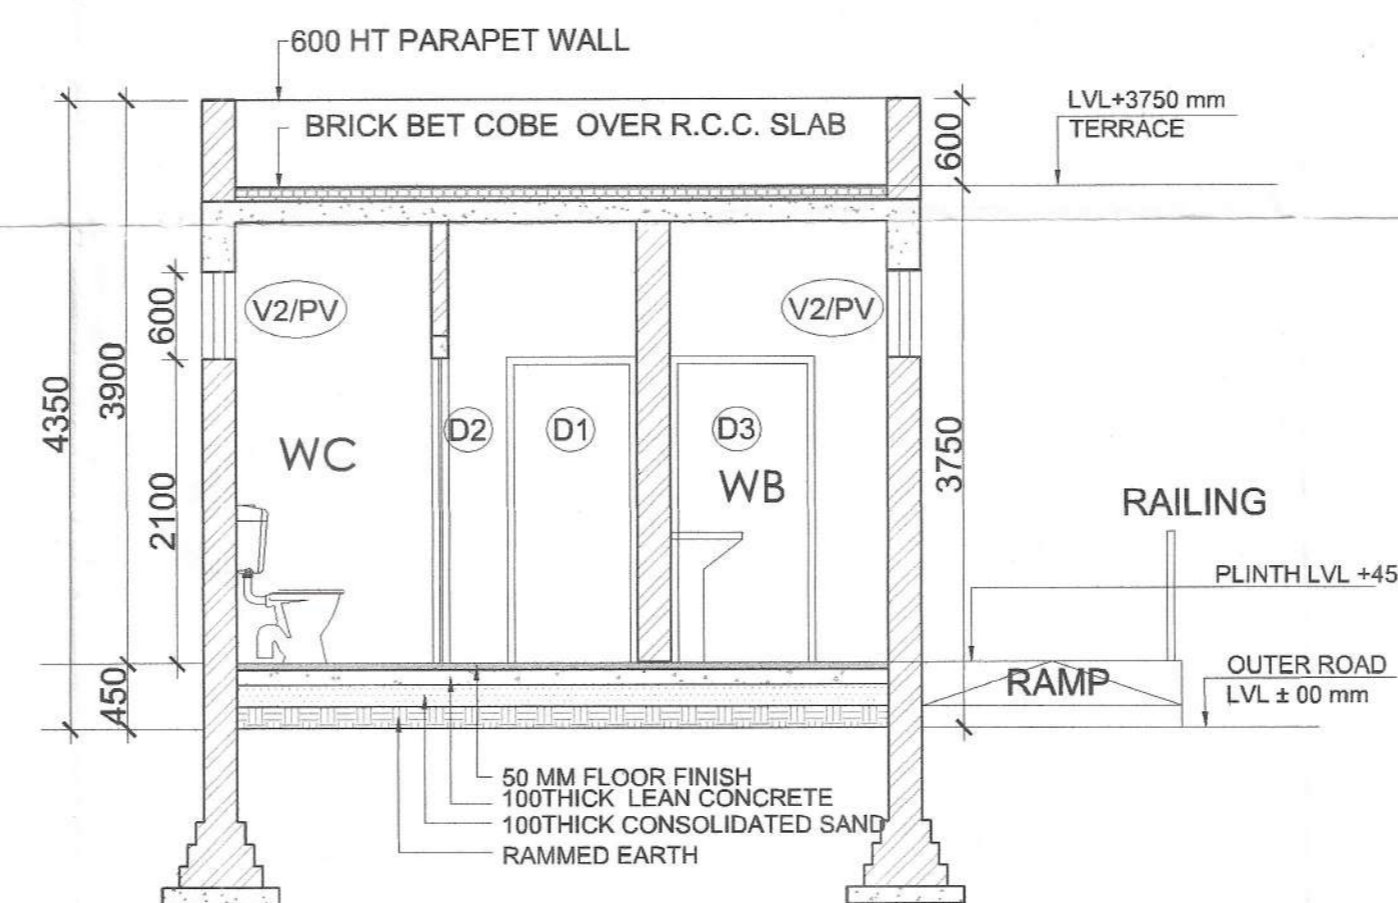 600 HT PARAPET WALL
BRICK BET COBE OVER R.C.C. SLAB
LVL+3750 mm
TERRACE
600
600
V2/PV
V2/PV
4350
3900
2100
3750
WC
D2
D1
D3
WB
RAILING
PLINTH LVL +45
RAMP
OUTER ROAD
LVL ± 00 mm
450
50 MM FLOOR FINISH
100THICK LEAN CONCRETE
100THICK CONSOLIDATED SAND
RAMMED EARTH